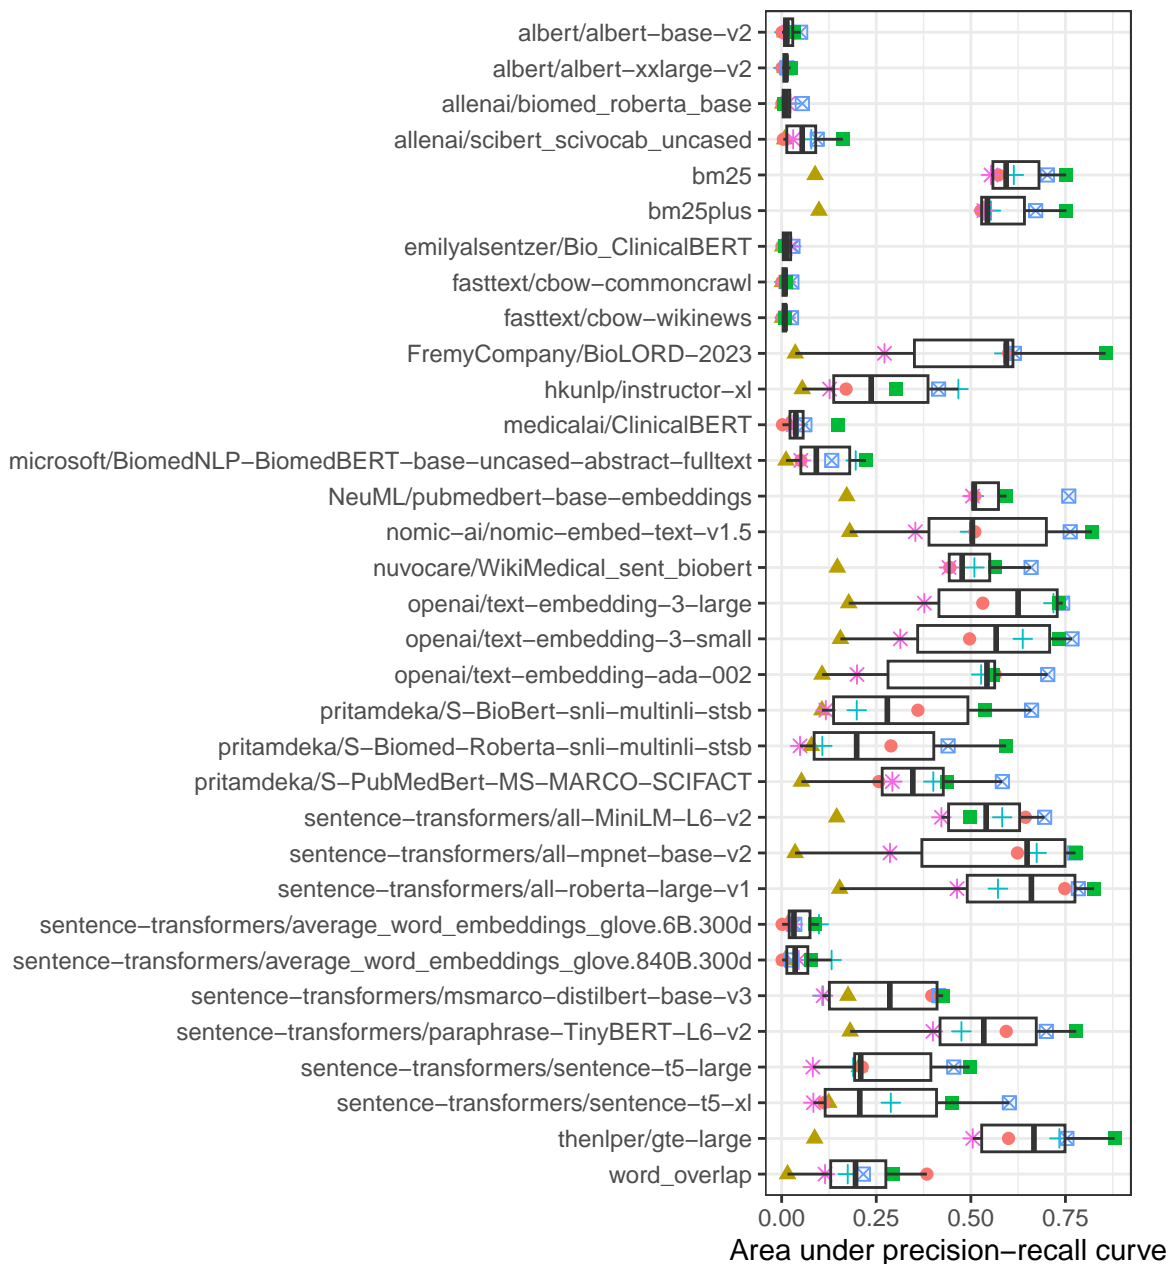 albert/albert−base−v2
albert/albert−xxlarge−v2
allenai/biomed_roberta_base
allenai/scibert_scivocab_uncased
bm25
bm25plus
emilyalsentzer/Bio_ClinicalBERT
fasttext/cbow−commoncrawl
fasttext/cbow−wikinews
FremyCompany/BioLORD−2023
hkunlp/instructor−xl
medicalai/ClinicalBERT
microsoft/BiomedNLP−BiomedBERT−base−uncased−abstract−fulltext
NeuML/pubmedbert−base−embeddings
nomic−ai/nomic−embed−text−v1.5
nuvocare/WikiMedical_sent_biobert
openai/text−embedding−3−large
openai/text−embedding−3−small
openai/text−embedding−ada−002
pritamdeka/S−BioBert−snli−multinli−stsb
pritamdeka/S−Biomed−Roberta−snli−multinli−stsb
pritamdeka/S−PubMedBert−MS−MARCO−SCIFACT
sentence−transformers/all−MiniLM−L6−v2
sentence−transformers/all−mpnet−base−v2
sentence−transformers/all−roberta−large−v1
sentence−transformers/average_word_embeddings_glove.6B.300d
sentence−transformers/average_word_embeddings_glove.840B.300d
sentence−transformers/msmarco−distilbert−base−v3
sentence−transformers/paraphrase−TinyBERT−L6−v2
sentence−transformers/sentence−t5−large
sentence−transformers/sentence−t5−xl
thenlper/gte−large
word_overlap
0.00 0.25 0.50 0.75
Area under precision−recall curve